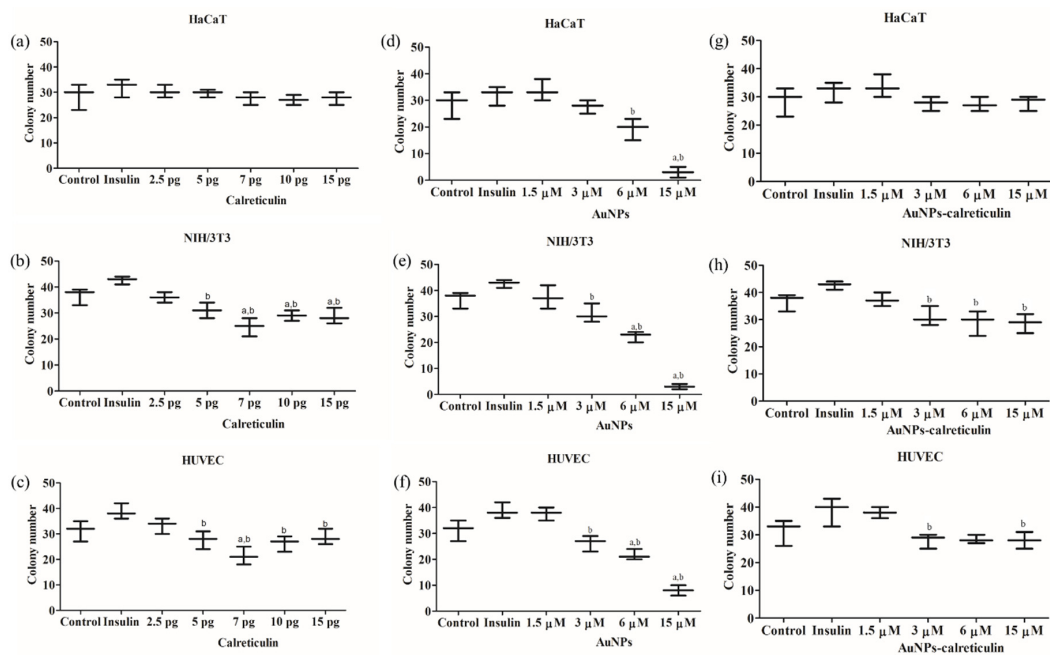 HaCaT
(a)
Colony number
50
40
30
20
10
0
Control Insulin 2.5 pg 5 pg 7 pg 10 pg 15 pg
Calreticulin
HaCaT
(d)
Colony number
50
40
30
20
10
0
b
a,b
Control Insulin 1.5 µM 3 µM 6 µM 15 µM
AuNPs
HaCaT
(g)
Colony number
50
40
30
20
10
0
Control Insulin 1.5 µM 3 µM 6 µM 15 µM
AuNPs-calreticulin
NIH/3T3
(b)
Colony number
50
40
30
20
10
0
b
a,b
a,b
a,b
Control Insulin 2.5 pg 5 pg 7 pg 10 pg 15 pg
Calreticulin
NIH/3T3
(e)
Colony number
50
40
30
20
10
0
b
a,b
a,b
Control Insulin 1.5 µM 3 µM 6 µM 15 µM
AuNPs
NIH/3T3
(h)
Colony number
50
40
30
20
10
0
b
b
b
Control Insulin 1.5 µM 3 µM 6 µM 15 µM
AuNPs-calreticulin
HUVEC
(c)
Colony number
50
40
30
20
10
0
b
a,b
b
b
Control Insulin 2.5 pg 5 pg 7 pg 10 pg 15 pg
Calreticulin
HUVEC
(f)
Colony number
50
40
30
20
10
0
b
a,b
a,b
Control Insulin 1.5 µM 3 µM 6 µM 15 µM
AuNPs
HUVEC
(i)
Colony number
50
40
30
20
10
0
b
b
Control Insulin 1.5 µM 3 µM 6 µM 15 µM
AuNPs-calreticulin